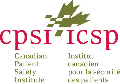 cpsi icsp
Canadian
Patient
Safety
Institute
Institut
canadien
pour la sécurité
des patients